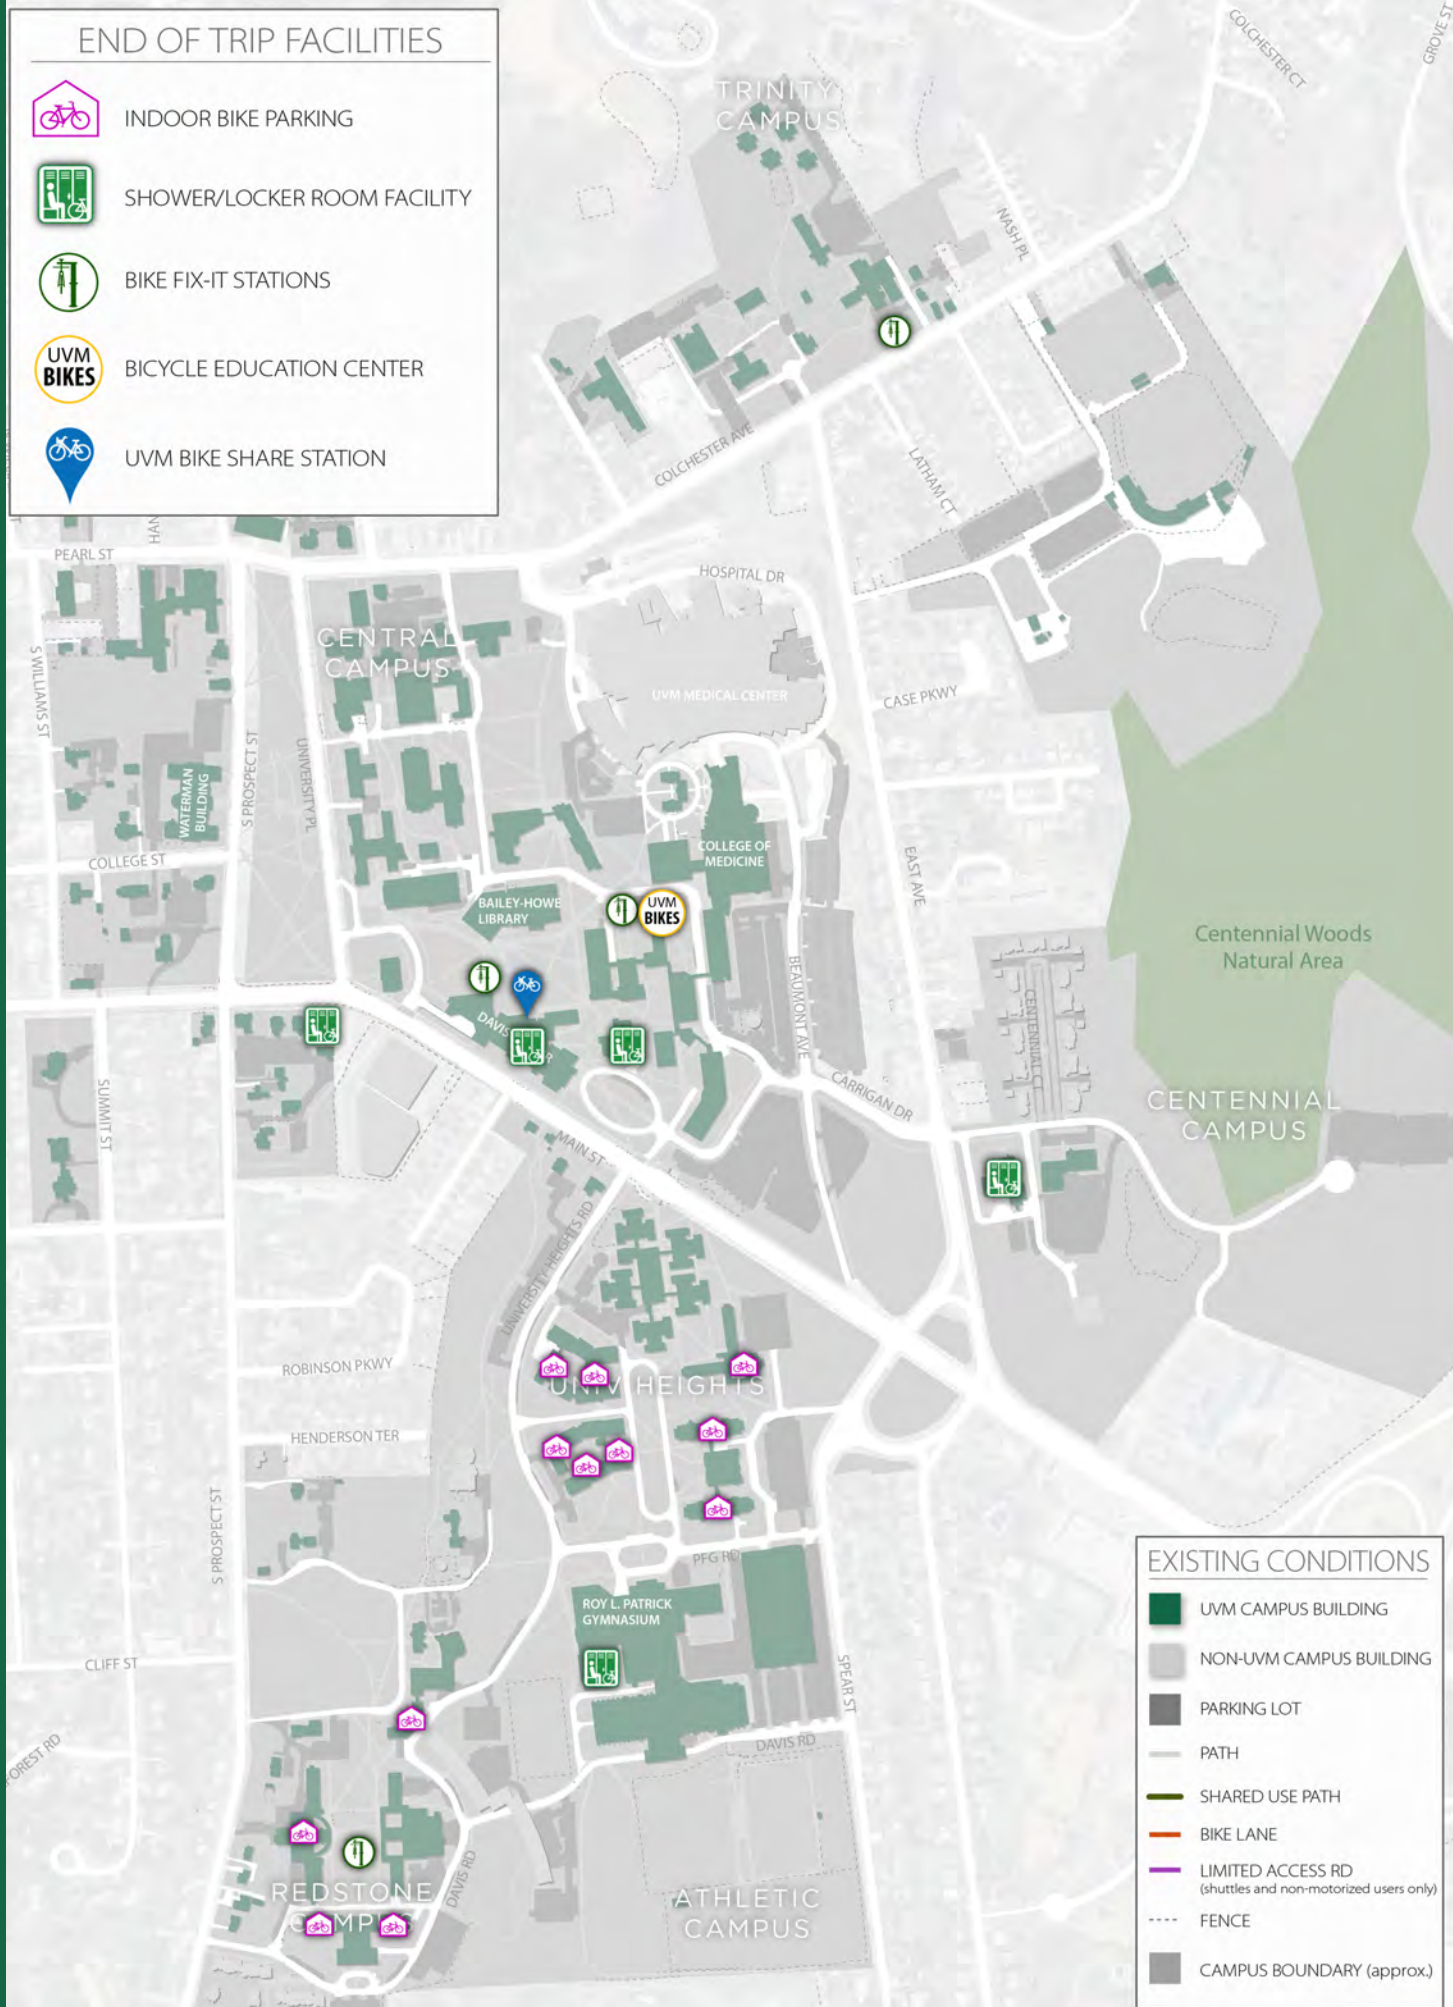 END OF TRIP FACILITIES
INDOOR BIKE PARKING
SHOWER/LOCKER ROOM FACILITY
BIKE FIX-IT STATIONS
UVM
BIKES
BICYCLE EDUCATION CENTER
UVM BIKE SHARE STATION
TRINITY
CAMPUS
COLCHESTER CT
GROVE ST
NASH PL
COLCHESTER AVE
LATHAM CT
PEARL ST
HAN
HOSPITAL DR
CENTRAL
CAMPUS
S WILLIAMS ST
UVM MEDICAL CENTER
CASE PKWY
S PROSPECT ST
UNIVERSITY PL
WATERMAN
BUILDING
COLLEGE ST
COLLEGE OF
MEDICINE
EAST AVE
BAILEY-HOWE
LIBRARY
UVM
BIKES
Centennial Woods
Natural Area
BEAUMONT AVE
CENTENNIAL CT
DAVIS
SUMMIT ST
CARRIGAN DR
CENTENNIAL
CAMPUS
MAIN ST
UNIVERSITY HEIGHTS RD
ROBINSON PKWY
UNIV HEIGHTS
HENDERSON TER
S PROSPECT ST
PFG RD
ROY L. PATRICK
GYMNASIUM
CLIFF ST
SPEAR ST
DAVIS RD
FOREST RD
DAVIS RD
REDSTONE
CAMPUS
ATHLETIC
CAMPUS
EXISTING CONDITIONS
UVM CAMPUS BUILDING
NON-UVM CAMPUS BUILDING
PARKING LOT
PATH
SHARED USE PATH
BIKE LANE
LIMITED ACCESS RD
(shuttles and non-motorized users only)
FENCE
CAMPUS BOUNDARY (approx.)